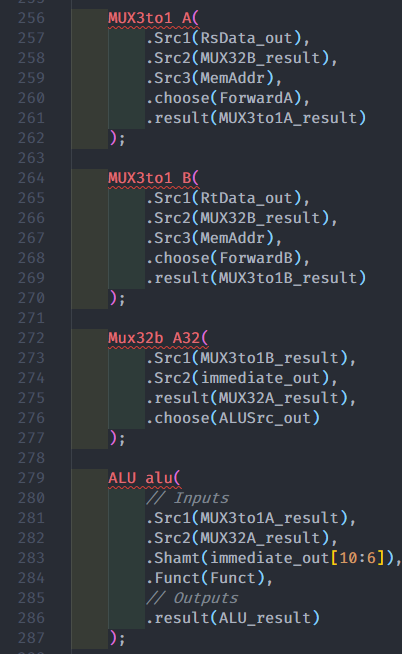 256 MUX3to1 A(
257 .Src1(RsData_out),
258 .Src2(MUX32B_result),
259 .Src3(MemAddr),
260 .choose(ForwardA),
261 .result(MUX3to1A_result)
262 );
263
264 MUX3to1 B(
265 .Src1(RtData_out),
266 .Src2(MUX32B_result),
267 .Src3(MemAddr),
268 .choose(ForwardB),
269 .result(MUX3to1B_result)
270 );
271
272 Mux32b A32(
273 .Src1(MUX3to1B_result),
274 .Src2(immediate_out),
275 .result(MUX32A_result),
276 .choose(ALUSrc_out)
277 );
278
279 ALU alu(
280 // Inputs
281 .Src1(MUX3to1A_result),
282 .Src2(MUX32A_result),
283 .Shamt(immediate_out[10:6]),
284 .Funct(Funct),
285 // Outputs
286 .result(ALU_result)
287 );